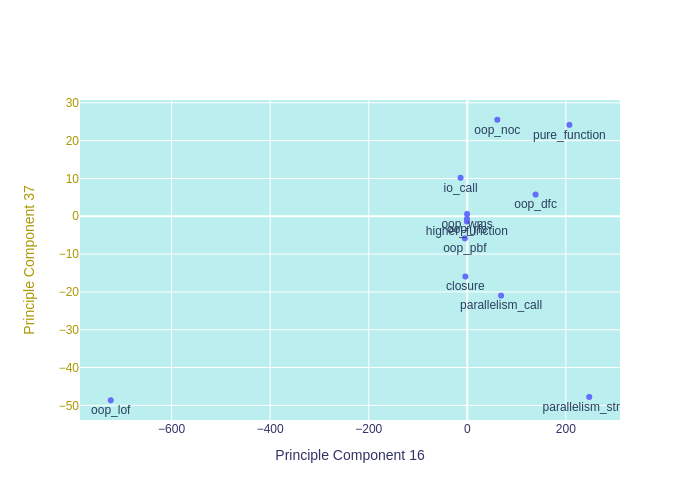 30
20
10
0
−10
−20
−30
−40
−50
Principle Component 37
oop_noc
pure_function
io_call
oop_dfc
oop_wms
higher_function
oop_pbf
closure
parallelism_call
oop_lof
parallelism_str
−600
−400
−200
0
200
Principle Component 16